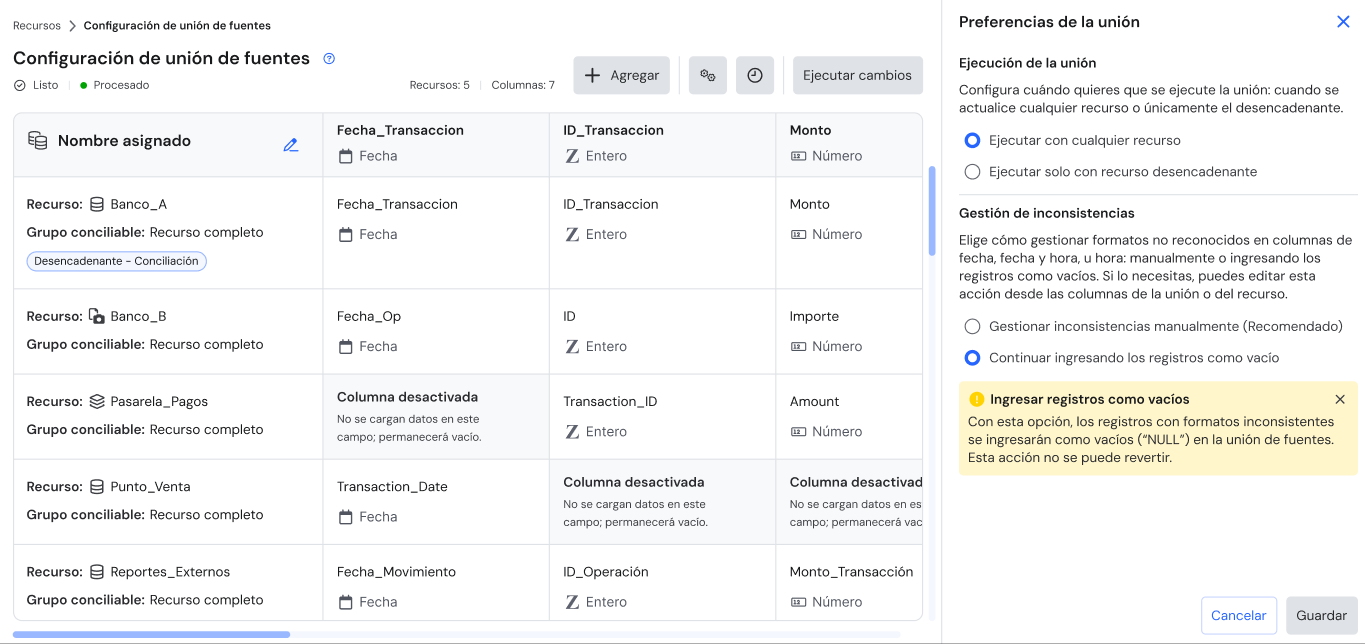 Recursos > Configuración de unión de fuentes
Configuración de unión de fuentes
Listo
Procesado
Recursos: 5
Columnas: 7
Agregar
Ejecutar cambios
Nombre asignado
Fecha_Transaccion
Fecha
ID_Transaccion
Entero
Monto
Número
Recurso: Banco_A
Grupo conciliable: Recurso completo
Desencadenante - Conciliación
Fecha_Transaccion
Fecha
ID_Transaccion
Entero
Monto
Número
Recurso: Banco_B
Grupo conciliable: Recurso completo
Fecha_Op
Fecha
ID
Entero
Importe
Número
Recurso: Pasarela_Pagos
Grupo conciliable: Recurso completo
Columna desactivada
No se cargan datos en este
campo; permanecerá vacío.
Transaction_ID
Entero
Amount
Número
Recurso: Punto_Venta
Grupo conciliable: Recurso completo
Transaction_Date
Fecha
Columna desactivada
No se cargan datos en este
campo; permanecerá vacío.
Columna desactivad
No se cargan datos en es
campo; permanecerá vac
Recurso: Reportes_Externos
Grupo conciliable: Recurso completo
Fecha_Movimiento
Fecha
ID_Operación
Entero
Monto_Transacción
Número
Preferencias de la unión
Ejecución de la unión
Configura cuándo quieres que se ejecute la unión: cuando se
actualice cualquier recurso o únicamente el desencadenante.
Ejecutar con cualquier recurso
Ejecutar solo con recurso desencadenante
Gestión de inconsistencias
Elige cómo gestionar formatos no reconocidos en columnas de
fecha, fecha y hora, u hora: manualmente o ingresando los
registros como vacíos. Si lo necesitas, puedes editar esta
acción desde las columnas de la unión o del recurso.
Gestionar inconsistencias manualmente (Recomendado)
Continuar ingresando los registros como vacío
Ingresar registros como vacíos
Con esta opción, los registros con formatos inconsistentes
se ingresarán como vacíos (“NULL”) en la unión de fuentes.
Esta acción no se puede revertir.
Cancelar
Guardar